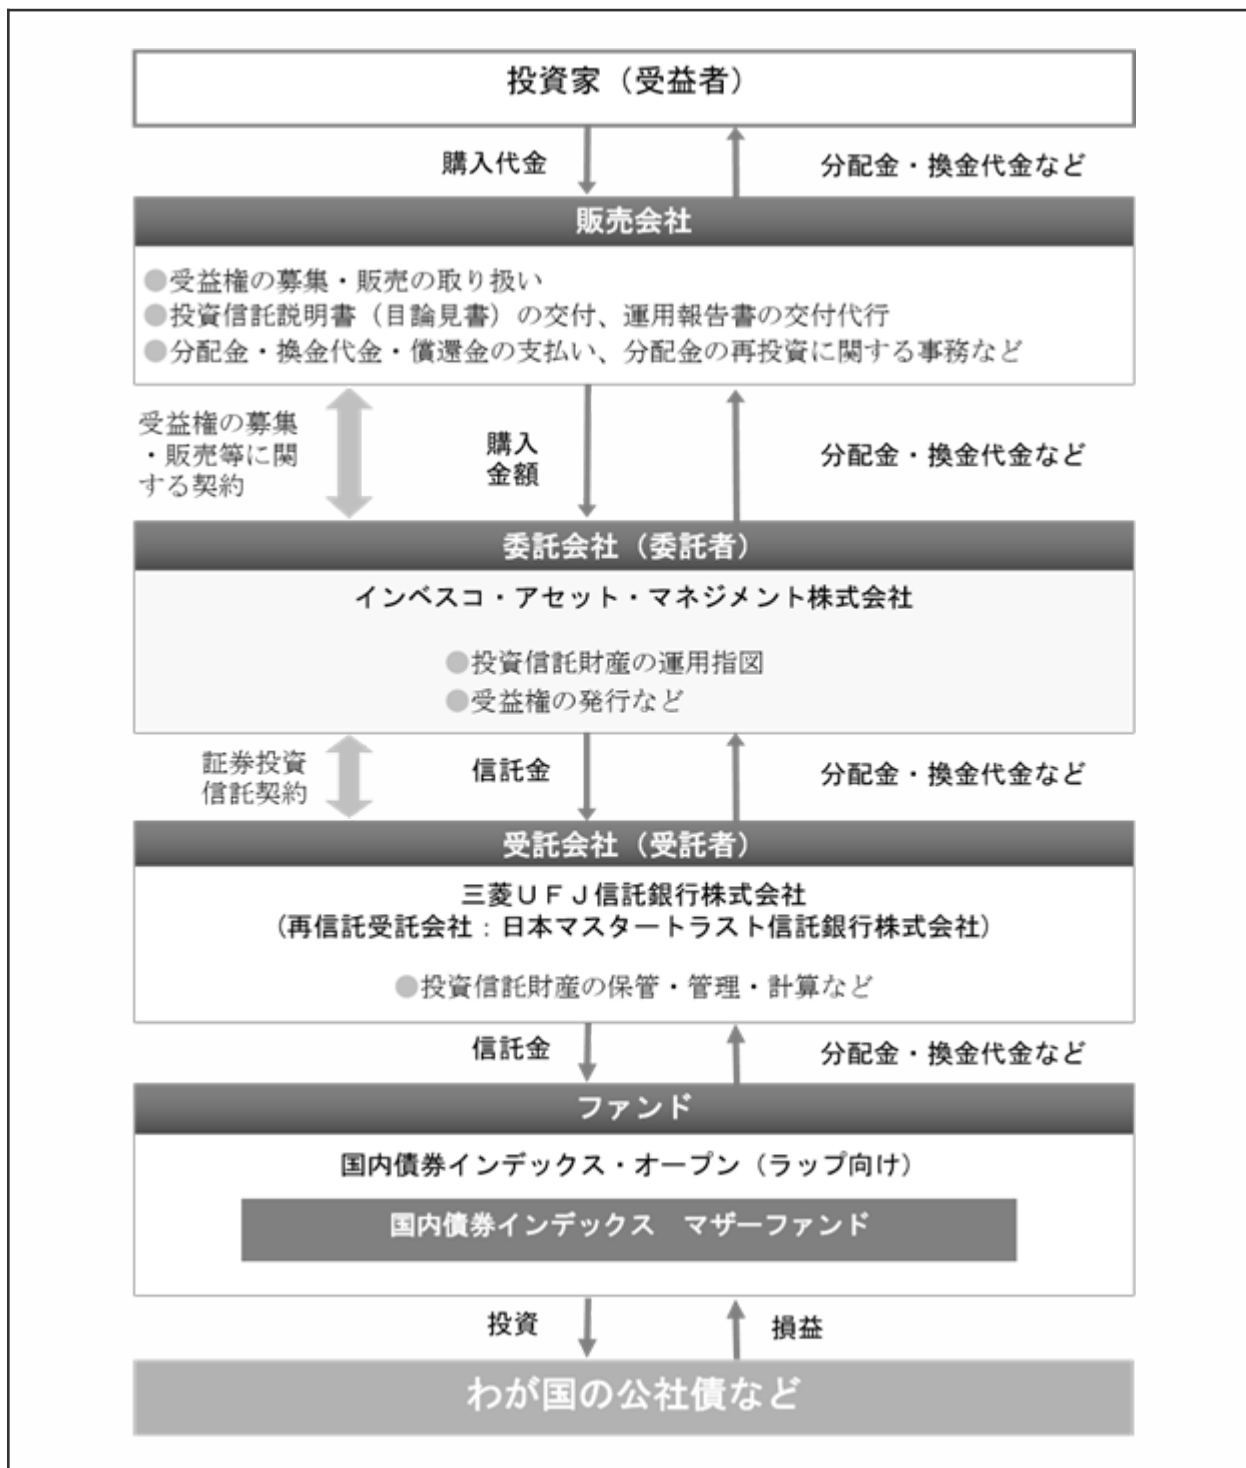 投資家（受益者）
購入代金
分配金・換金代金など
販売会社
●受益権の募集・販売の取り扱い
●投資信託説明書（目論見書）の交付、運用報告書の交付代行
●分配金・換金代金・償還金の支払い、分配金の再投資に関する事務など
受益権の募集
・販売等に関
する契約
購入
金額
分配金・換金代金など
委託会社（委託者）
インベスコ・アセット・マネジメント株式会社
●投資信託財産の運用指図
●受益権の発行など
証券投資
信託契約
信託金
分配金・換金代金など
受託会社（受託者）
三菱ＵＦＪ信託銀行株式会社
（再信託受託会社：日本マスタートラスト信託銀行株式会社）
●投資信託財産の保管・管理・計算など
信託金
分配金・換金代金など
ファンド
国内債券インデックス・オープン（ラップ向け）
国内債券インデックス　マザーファンド
投資
損益
わが国の公社債など